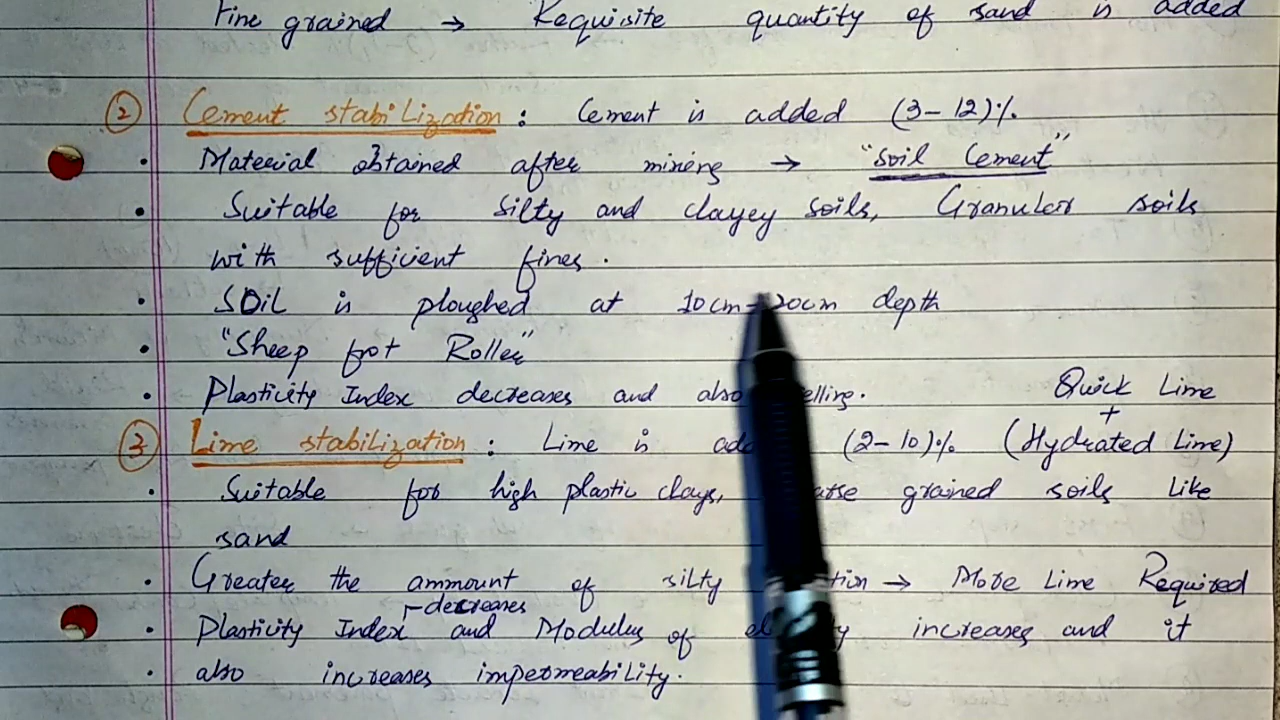 Fine grained → Requisite quantity of sand is added
② Cement stabilization : Cement is added (3-12)%.
• Material obtained after mixing → "Soil Cement"
• Suitable for silty and clayey soils, Granular soils
with sufficient fines.
• SOIL is ploughed at 10cm-20cm depth
• "Sheep foot Roller"
• Plasticity Index decreases and also
Quick Lime
+
③ Lime stabilization : Lime is (2-10)% (Hydrated Lime)
• Suitable for high plastic clays, grained soils like
sand
• Greater the ammount of silty → More Lime Required
decreases
• Plasticity Index and Modulus of increases and it
• also increases impermeability.